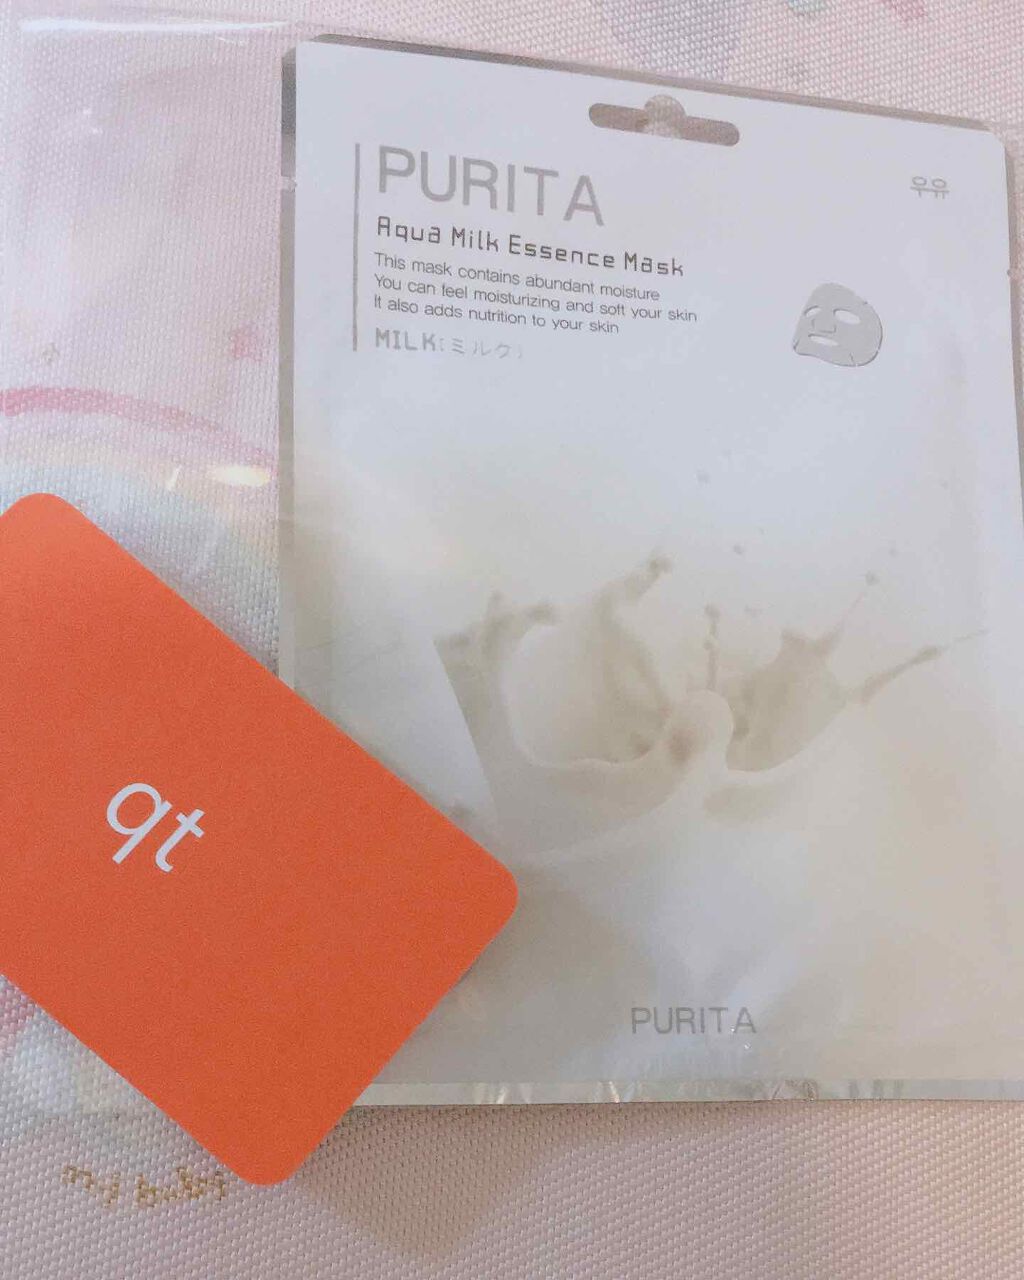 PURITA
우유
Aqua Milk Essence Mask
This mask contains abundant moisture
You can feel moisturizing and soft your skin
It also adds nutrition to your skin
MILK(ミルク)
qt
PURITA